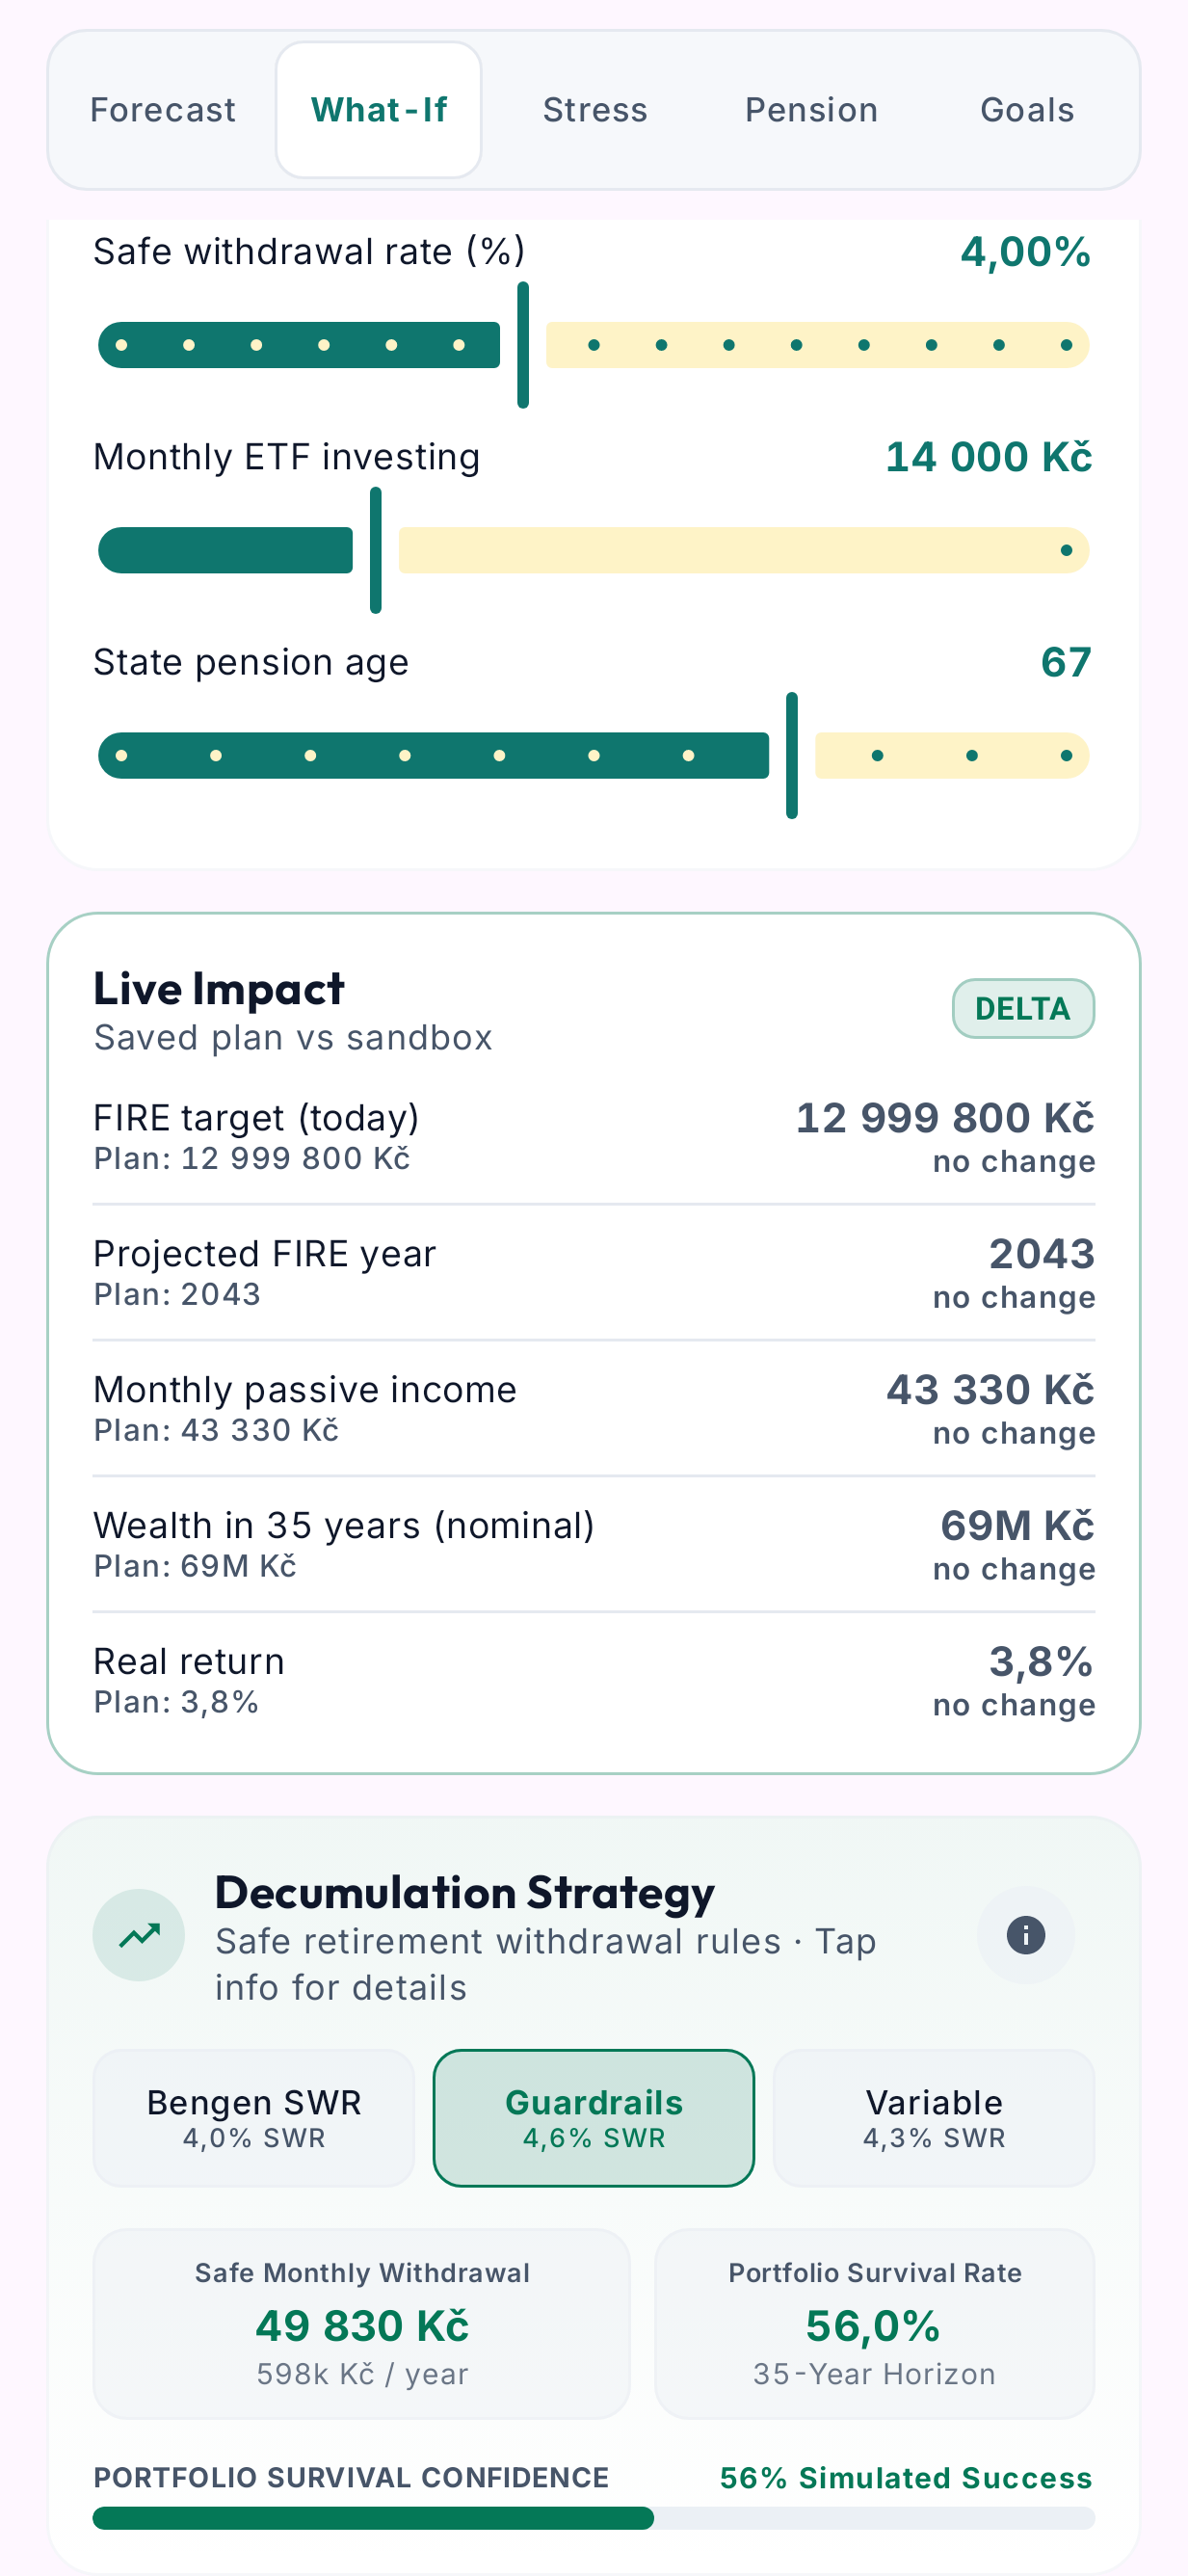 Forecast What-If Stress Pension Goals
Safe withdrawal rate (%) 4,00%
Monthly ETF investing 14 000 Kč
State pension age 67
Live Impact
DELTA
Saved plan vs sandbox
FIRE target (today) 12 999 800 Kč
Plan: 12 999 800 Kč no change
Projected FIRE year 2043
Plan: 2043 no change
Monthly passive income 43 330 Kč
Plan: 43 330 Kč no change
Wealth in 35 years (nominal) 69M Kč
Plan: 69M Kč no change
Real return 3,8%
Plan: 3,8% no change
Decumulation Strategy
Safe retirement withdrawal rules · Tap
info for details
Bengen SWR Guardrails Variable
4,0% SWR 4,6% SWR 4,3% SWR
Safe Monthly Withdrawal Portfolio Survival Rate
49 830 Kč 56,0%
598k Kč / year 35-Year Horizon
PORTFOLIO SURVIVAL CONFIDENCE 56% Simulated Success